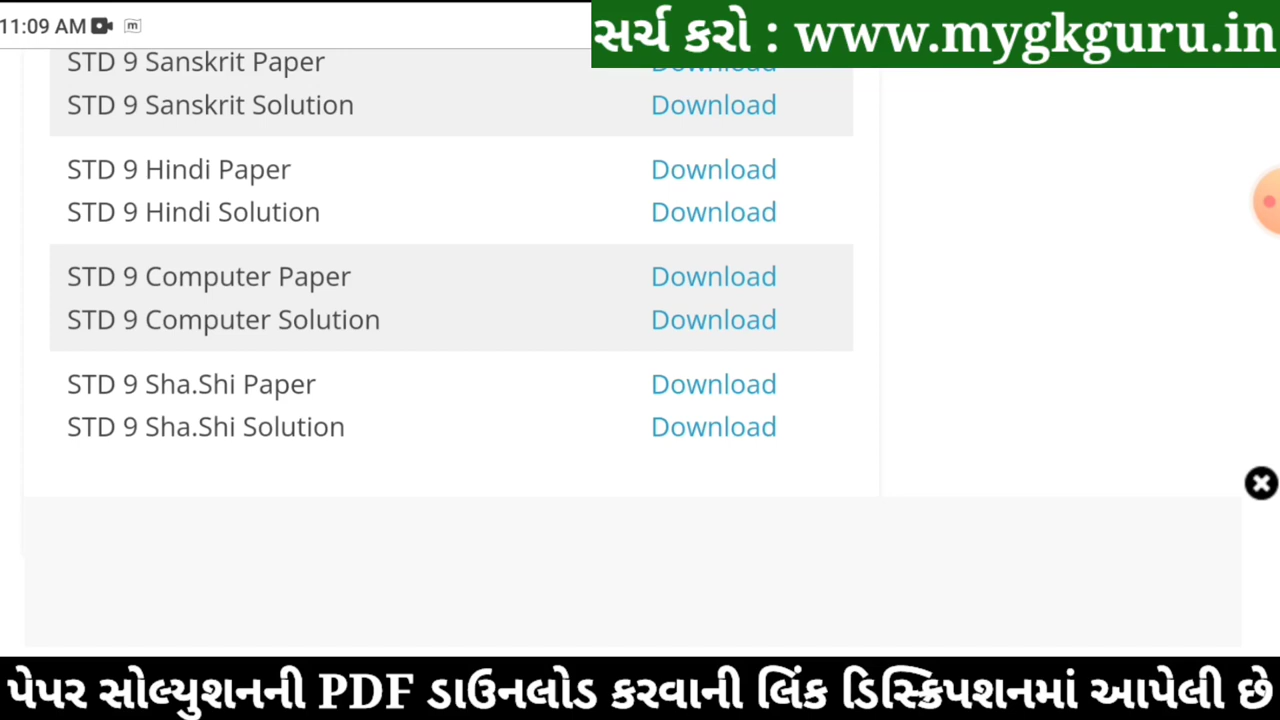 11:09 AM
સર્ચ કરો : www.mygkguru.in
STD 9 Sanskrit Paper Download
STD 9 Sanskrit Solution Download
STD 9 Hindi Paper Download
STD 9 Hindi Solution Download
STD 9 Computer Paper Download
STD 9 Computer Solution Download
STD 9 Sha.Shi Paper Download
STD 9 Sha.Shi Solution Download
પેપર સોલ્યુશનની PDF ડાઉનલોડ કરવાની લિંક ડિસ્ક્રિપશનમાં આપેલી છે